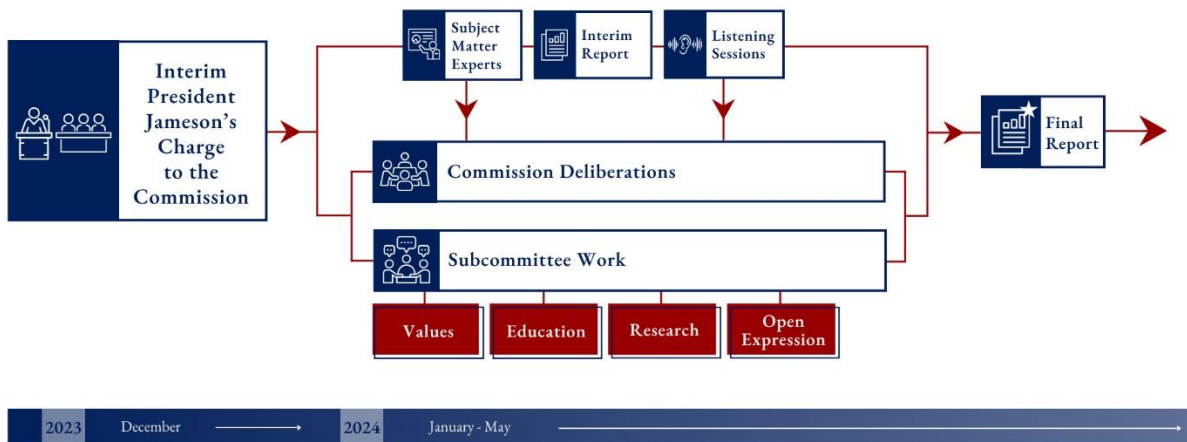 Interim
President
Jameson's
Charge
to the
Commission
Subject
Matter
Experts
Interim
Report
Listening
Sessions
Commission Deliberations
Subcommittee Work
Values
Education
Research
Open
Expression
Final
Report
2023
December
2024
January - May